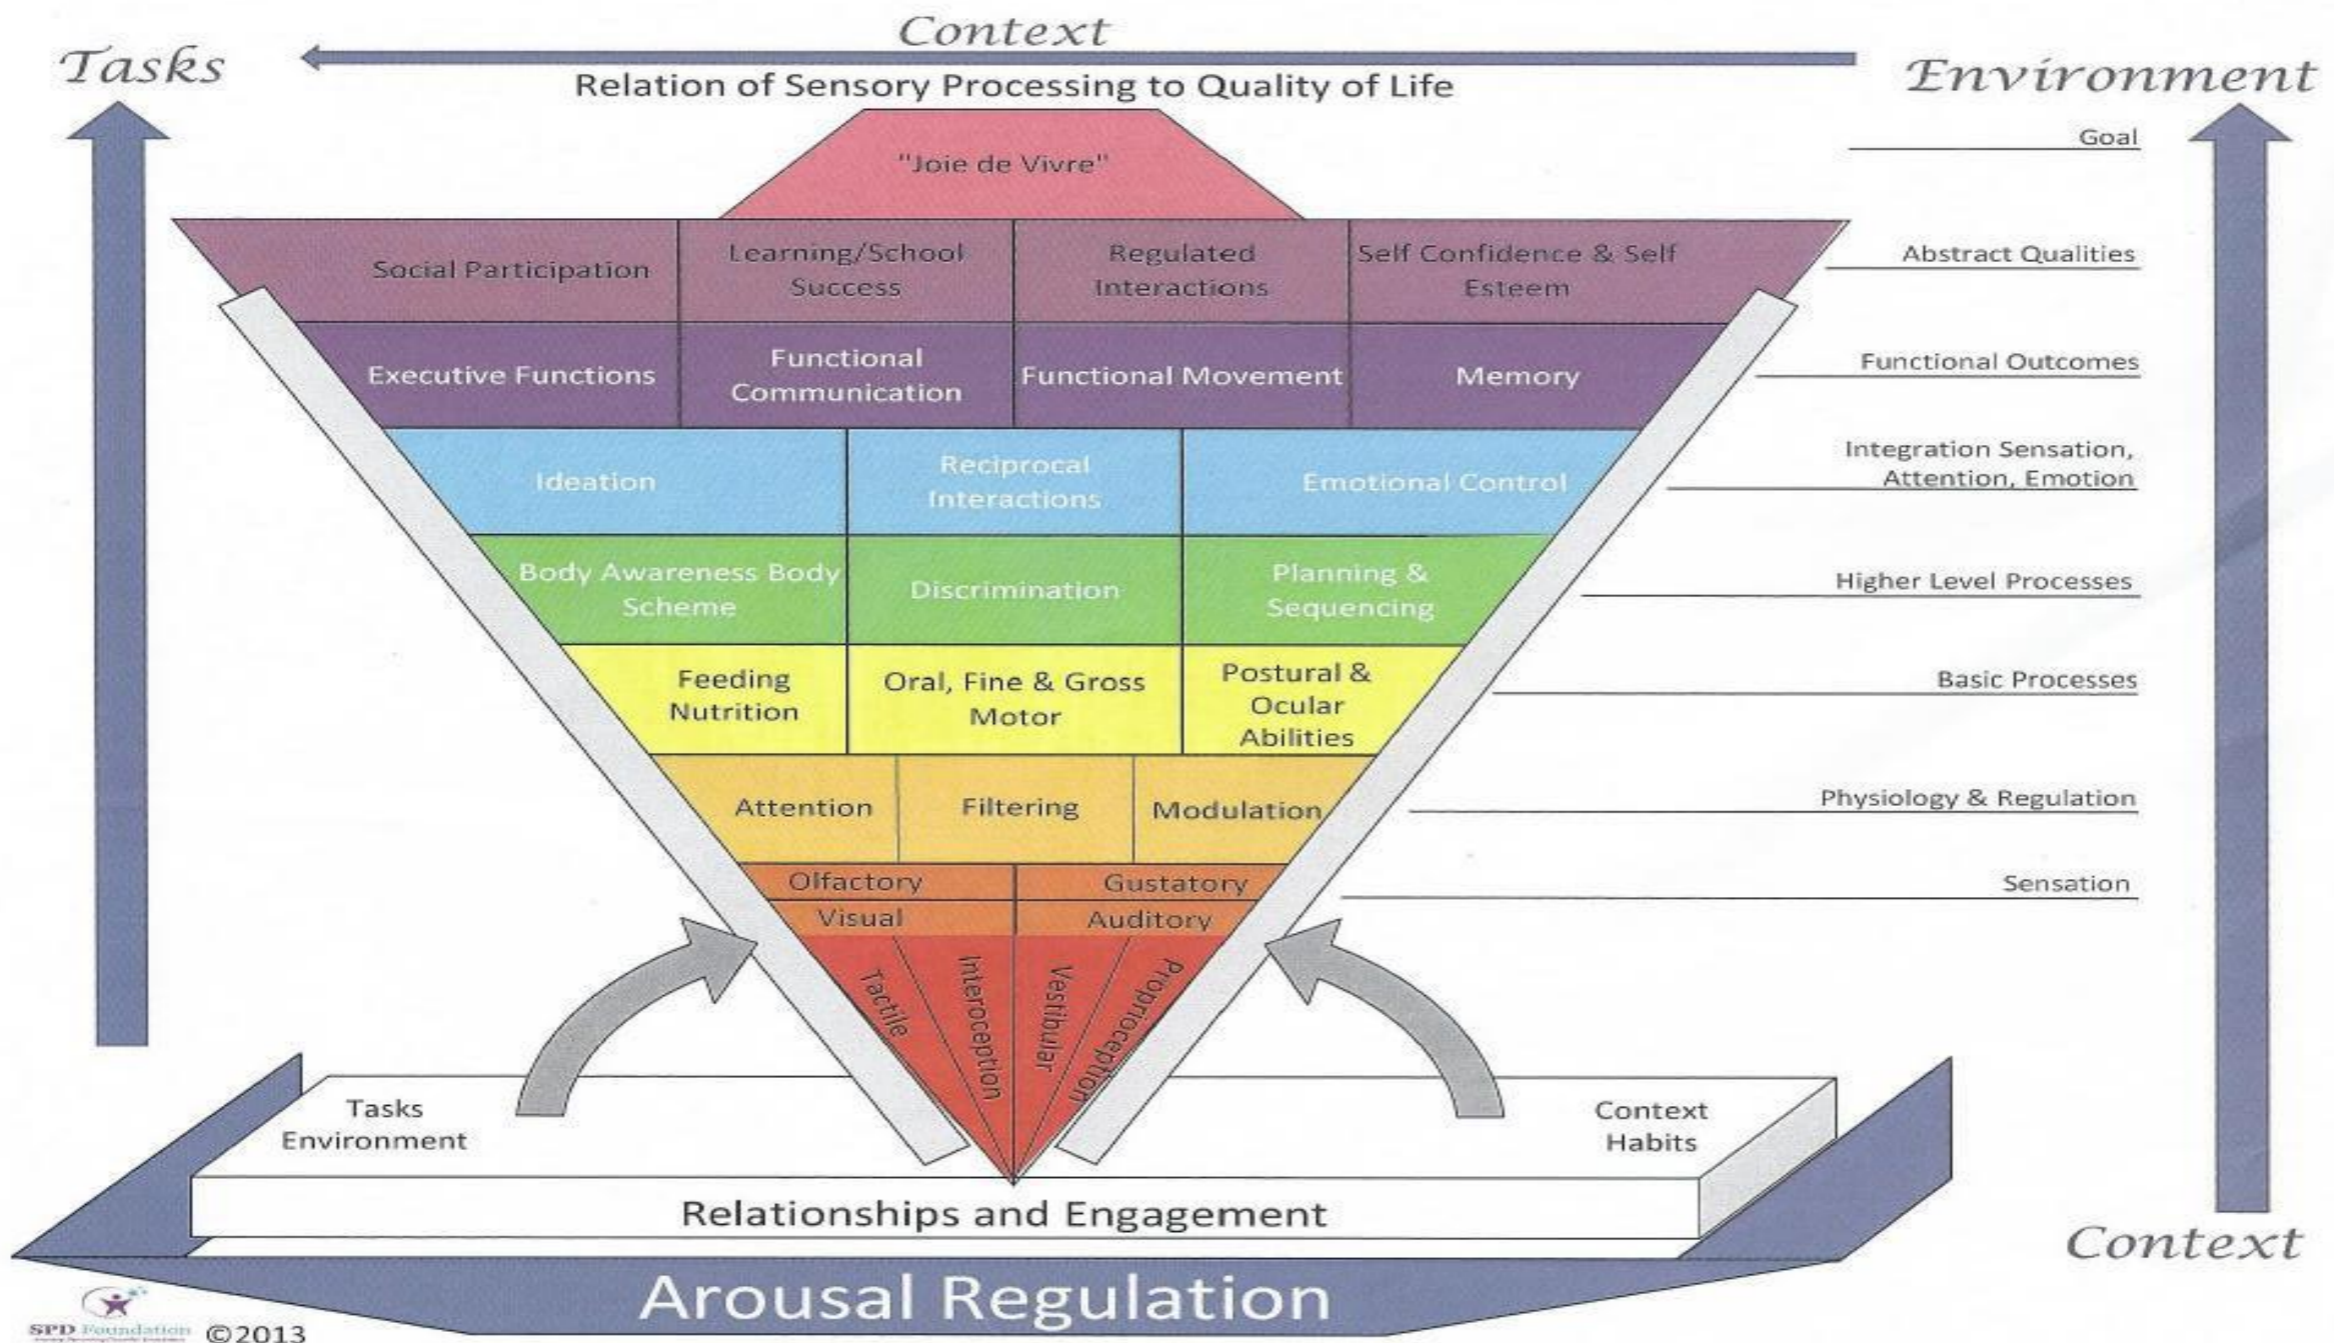 Context
Tasks
Environment
Relation of Sensory Processing to Quality of Life
Goal
"Joie de Vivre"
Abstract Qualities
Social Participation
Learning/School
Success
Regulated
Interactions
Self Confidence & Self
Esteem
Functional Outcomes
Executive Functions
Functional
Communication
Functional Movement
Memory
Integration Sensation,
Attention, Emotion
Ideation
Reciprocal
Interactions
Emotional Control
Higher Level Processes
Body Awareness Body
Scheme
Discrimination
Planning &
Sequencing
Basic Processes
Feeding
Nutrition
Oral, Fine & Gross
Motor
Postural &
Ocular
Abilities
Physiology & Regulation
Attention
Filtering
Modulation
Sensation
Olfactory
Gustatory
Visual
Auditory
Tactile
Interoception
Vestibular
Proprioception
Tasks
Environment
Context
Habits
Relationships and Engagement
Context
Arousal Regulation
SPD Foundation
©2013